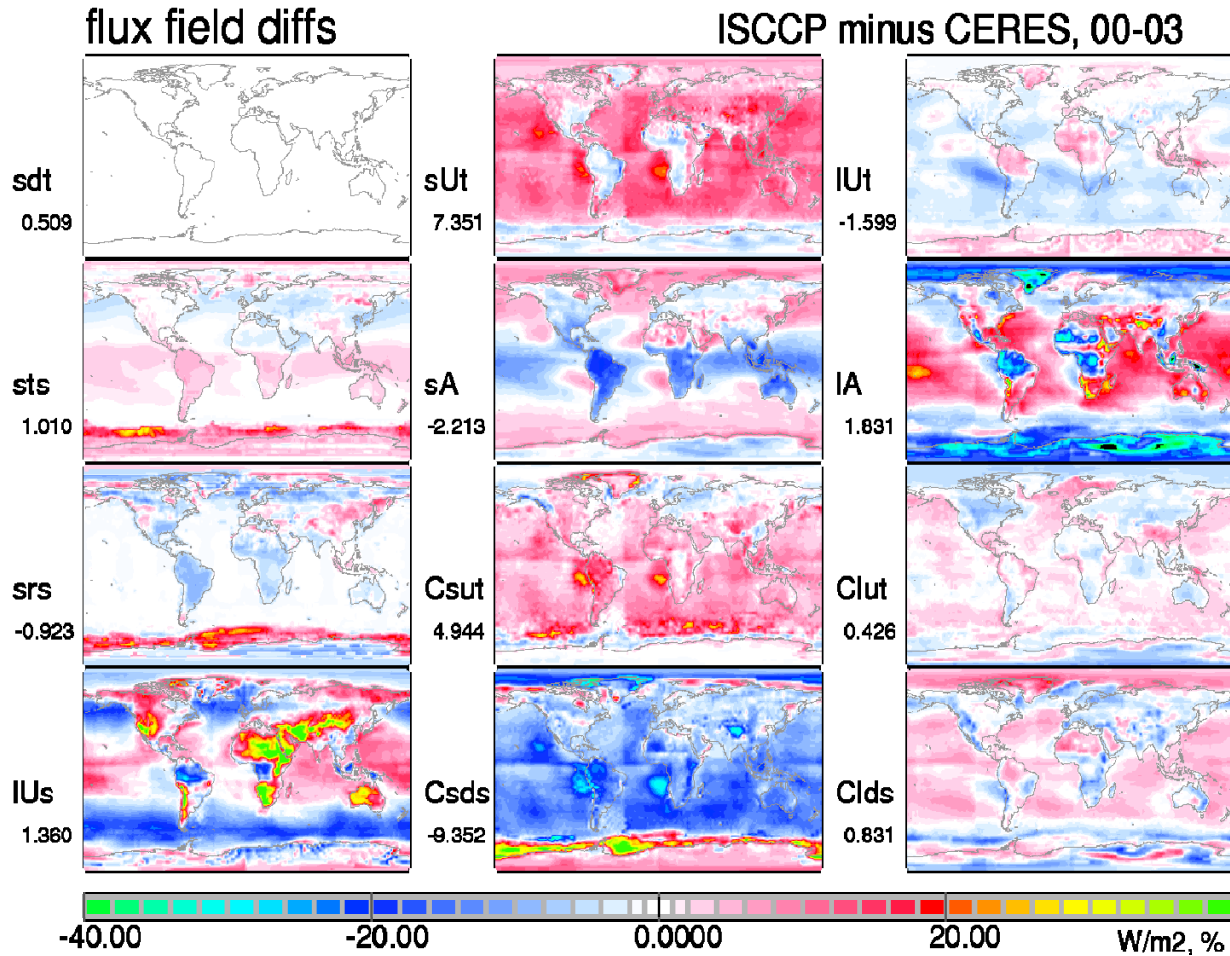 flux field diffs
ISCCP minus CERES, 00-03
sdt
0.509
sUt
7.351
lUt
-1.599
sts
1.010
sA
-2.213
lA
1.831
srs
-0.923
Csut
4.944
Clut
0.426
lUs
1.360
Csds
-9.352
Clds
0.831
-40.00
-20.00
0.0000
20.00
W/m2, %